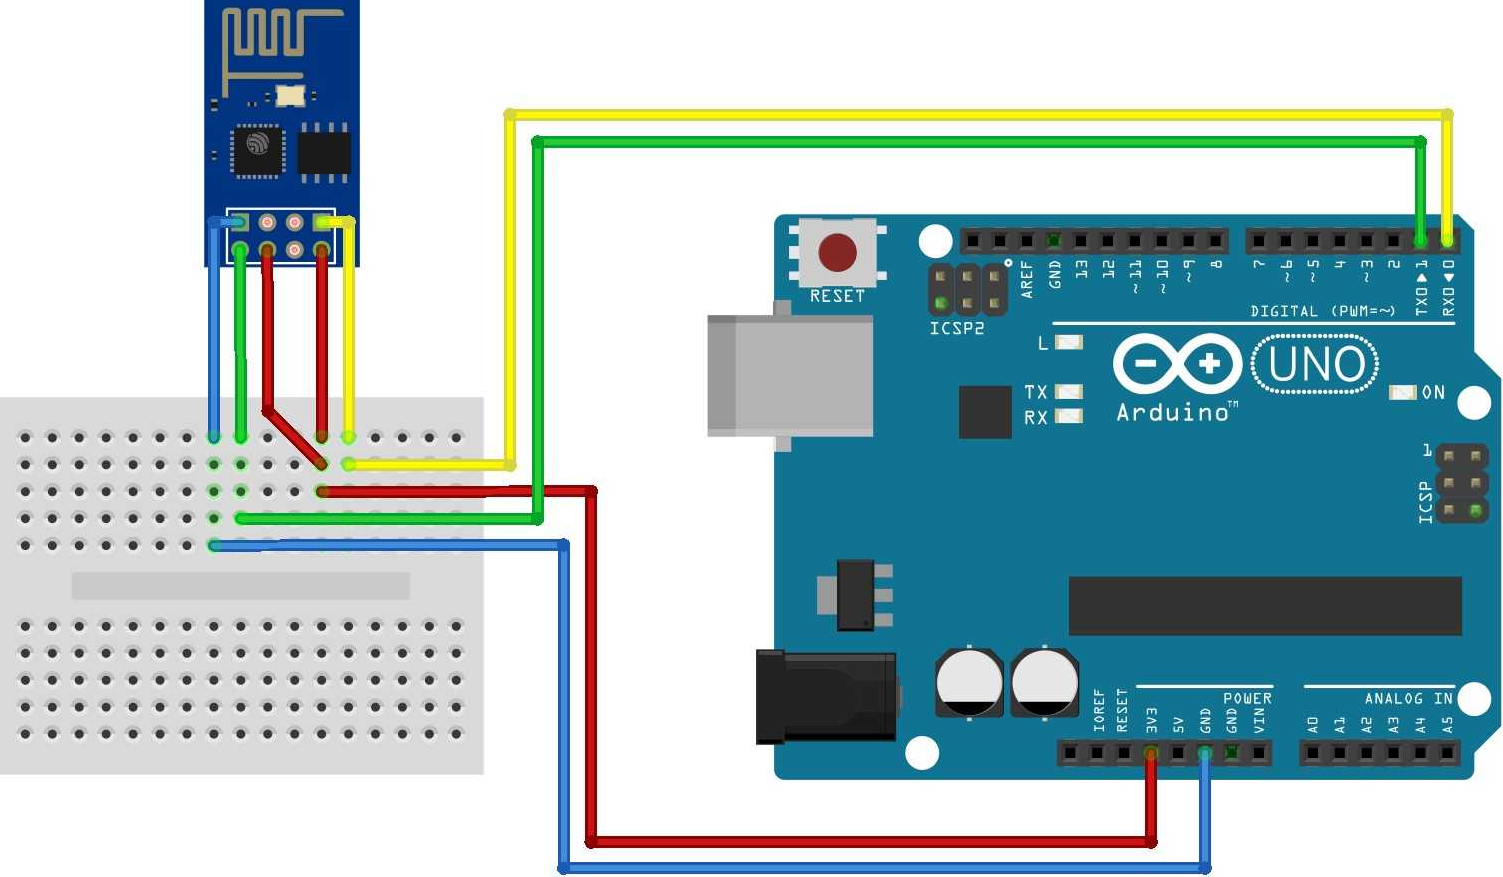 RESET
ICSP2
AREF
GND
13
12
~11
~10
~9
8
7
~6
~5
4
~3
2
TX0▶1
RX0◀0
DIGITAL (PWM=~)
L
TX
RX
UNO
Arduino™
ON
1
ICSP
IOREF
RESET
3V3
5V
GND
GND
VIN
POWER
ANALOG IN
A0
A1
A2
A3
A4
A5